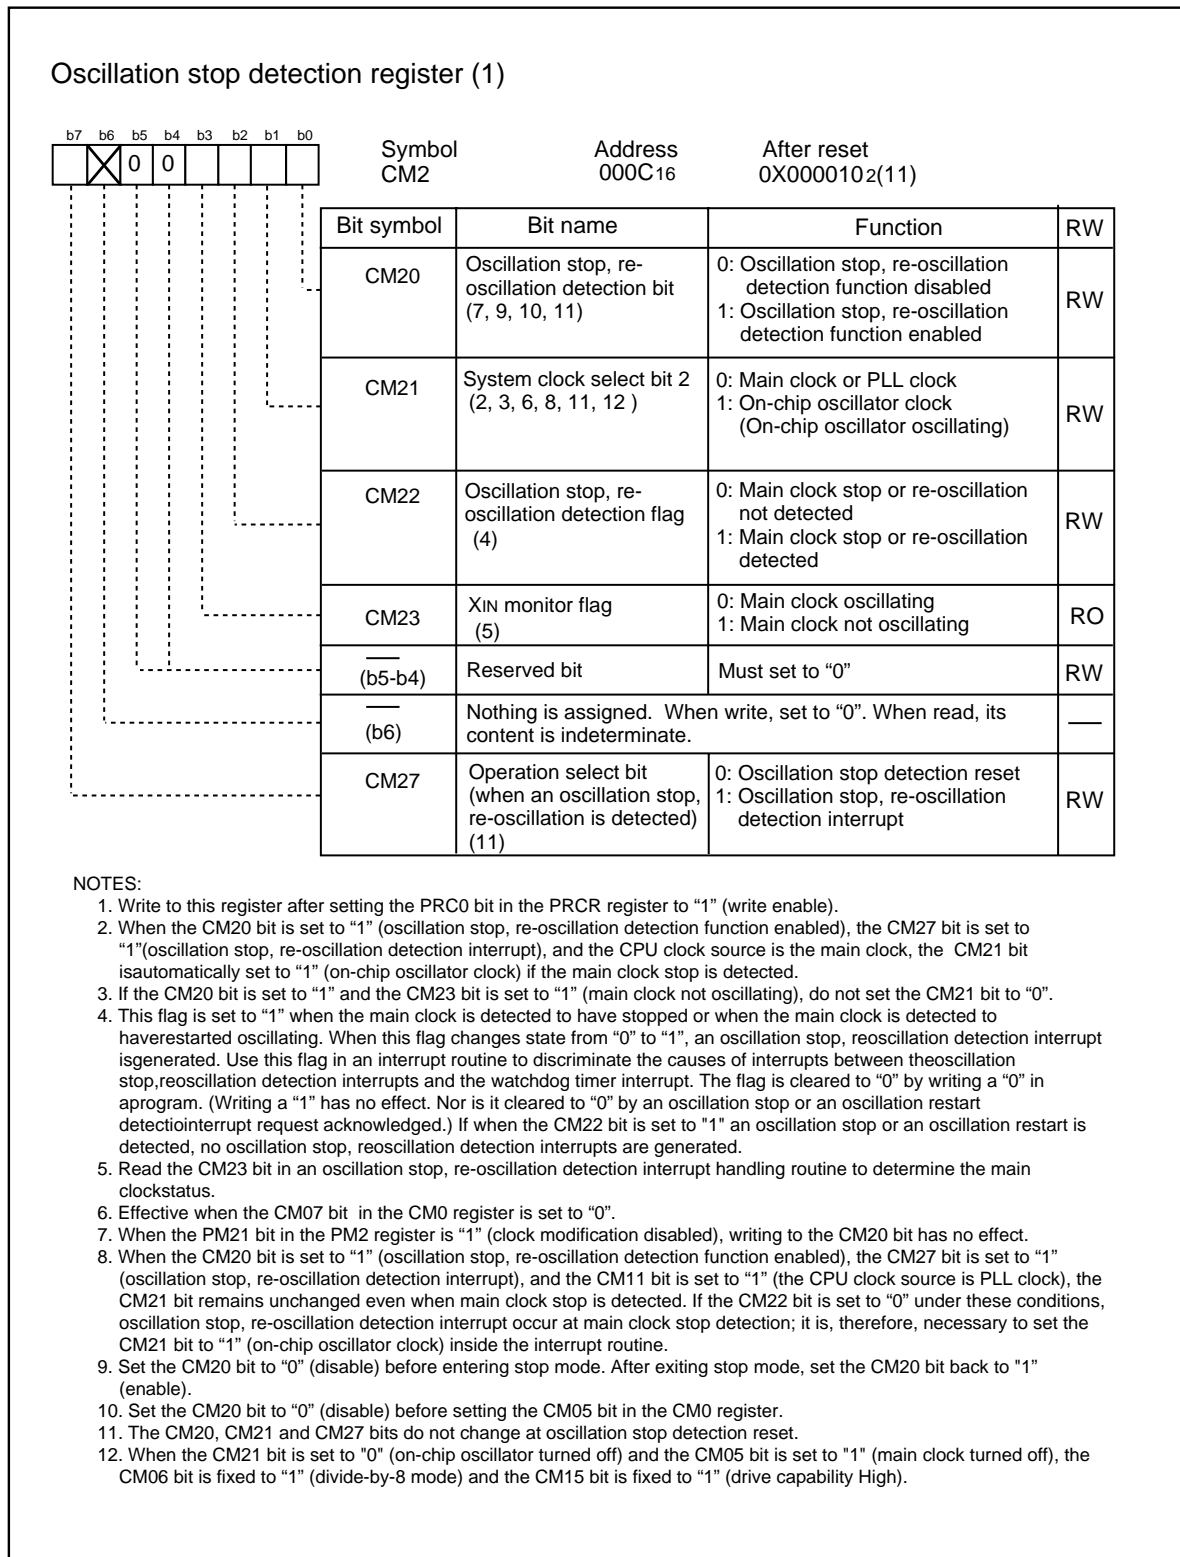 Oscillation stop detection register (1)
b7 b6 b5 b4 b3 b2 b1 b0
0 0
Symbol Address After reset
CM2 000C16 0X0000102(11)
Bit symbol Bit name Function RW
CM20 Oscillation stop, re-
oscillation detection bit
(7, 9, 10, 11)
0: Oscillation stop, re-oscillation
detection function disabled
1: Oscillation stop, re-oscillation
detection function enabled
RW
CM21 System clock select bit 2
(2, 3, 6, 8, 11, 12 )
0: Main clock or PLL clock
1: On-chip oscillator clock
(On-chip oscillator oscillating)
RW
CM22 Oscillation stop, re-
oscillation detection flag
(4)
0: Main clock stop or re-oscillation
not detected
1: Main clock stop or re-oscillation
detected
RW
CM23 XIN monitor flag
(5)
0: Main clock oscillating
1: Main clock not oscillating
RO
(b5-b4) Reserved bit Must set to “0” RW
(b6) Nothing is assigned. When write, set to “0”. When read, its
content is indeterminate.
CM27 Operation select bit
(when an oscillation stop,
re-oscillation is detected)
(11)
0: Oscillation stop detection reset
1: Oscillation stop, re-oscillation
detection interrupt
RW
NOTES:
1. Write to this register after setting the PRC0 bit in the PRCR register to “1” (write enable).
2. When the CM20 bit is set to “1” (oscillation stop, re-oscillation detection function enabled), the CM27 bit is set to
“1”(oscillation stop, re-oscillation detection interrupt), and the CPU clock source is the main clock, the CM21 bit
isautomatically set to “1” (on-chip oscillator clock) if the main clock stop is detected.
3. If the CM20 bit is set to “1” and the CM23 bit is set to “1” (main clock not oscillating), do not set the CM21 bit to “0”.
4. This flag is set to “1” when the main clock is detected to have stopped or when the main clock is detected to
haverestarted oscillating. When this flag changes state from “0” to “1”, an oscillation stop, reoscillation detection interrupt
isgenerated. Use this flag in an interrupt routine to discriminate the causes of interrupts between theoscillation
stop,reoscillation detection interrupts and the watchdog timer interrupt. The flag is cleared to “0” by writing a “0” in
aprogram. (Writing a “1” has no effect. Nor is it cleared to “0” by an oscillation stop or an oscillation restart
detectiointerrupt request acknowledged.) If when the CM22 bit is set to "1" an oscillation stop or an oscillation restart is
detected, no oscillation stop, reoscillation detection interrupts are generated.
5. Read the CM23 bit in an oscillation stop, re-oscillation detection interrupt handling routine to determine the main
clockstatus.
6. Effective when the CM07 bit in the CM0 register is set to “0”.
7. When the PM21 bit in the PM2 register is “1” (clock modification disabled), writing to the CM20 bit has no effect.
8. When the CM20 bit is set to “1” (oscillation stop, re-oscillation detection function enabled), the CM27 bit is set to “1”
(oscillation stop, re-oscillation detection interrupt), and the CM11 bit is set to “1” (the CPU clock source is PLL clock), the
CM21 bit remains unchanged even when main clock stop is detected. If the CM22 bit is set to “0” under these conditions,
oscillation stop, re-oscillation detection interrupt occur at main clock stop detection; it is, therefore, necessary to set the
CM21 bit to “1” (on-chip oscillator clock) inside the interrupt routine.
9. Set the CM20 bit to “0” (disable) before entering stop mode. After exiting stop mode, set the CM20 bit back to "1"
(enable).
10. Set the CM20 bit to “0” (disable) before setting the CM05 bit in the CM0 register.
11. The CM20, CM21 and CM27 bits do not change at oscillation stop detection reset.
12. When the CM21 bit is set to "0" (on-chip oscillator turned off) and the CM05 bit is set to "1" (main clock turned off), the
CM06 bit is fixed to “1” (divide-by-8 mode) and the CM15 bit is fixed to “1” (drive capability High).